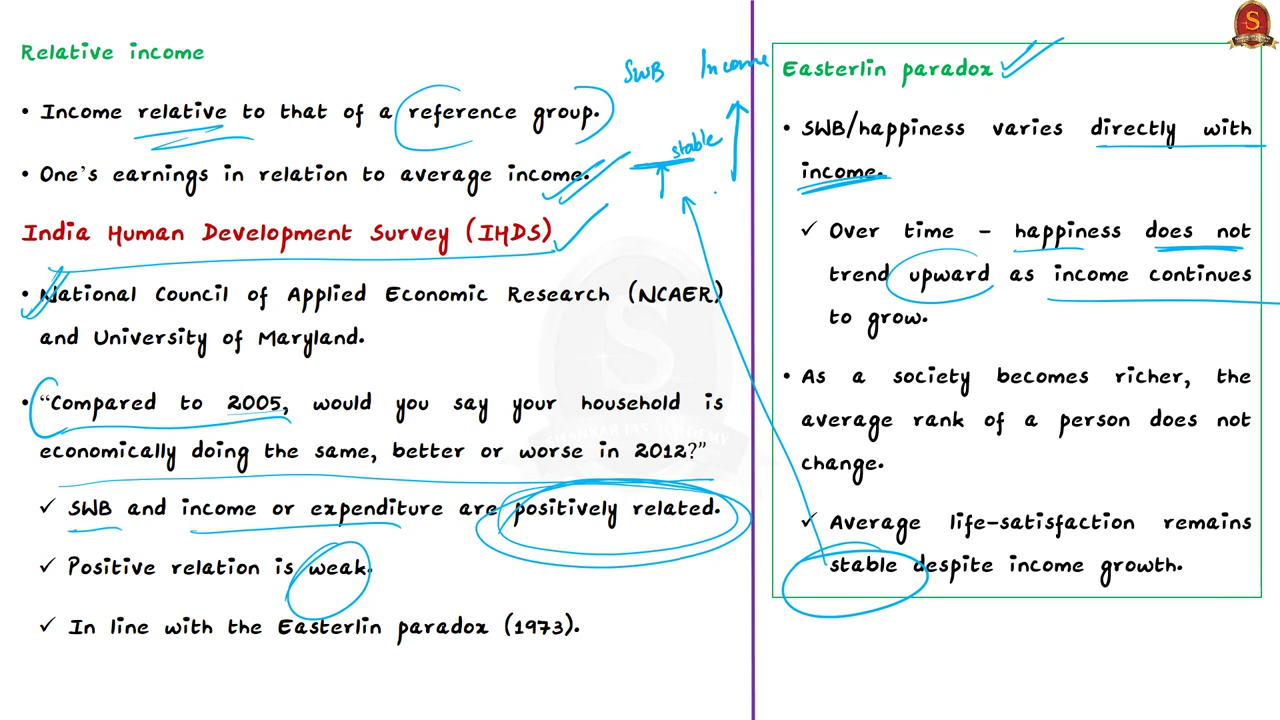 Relative income
• Income relative to that of a reference group.
• One's earnings in relation to average income.
India Human Development Survey (IHDS)
• National Council of Applied Economic Research (NCAER)
and University of Maryland.
• "Compared to 2005, would you say your household is
economically doing the same, better or worse in 2012?"
✓ SWB and income or expenditure are positively related.
✓ Positive relation is weak.
✓ In line with the Easterlin paradox (1973).
SWB Income
stable
Easterlin paradox
• SWB/happiness varies directly with
income.
✓ Over time – happiness does not
trend upward as income continues
to grow.
• As a society becomes richer, the
average rank of a person does not
change.
✓ Average life-satisfaction remains
stable despite income growth.
S
SHANKAR IAS ACADEMY